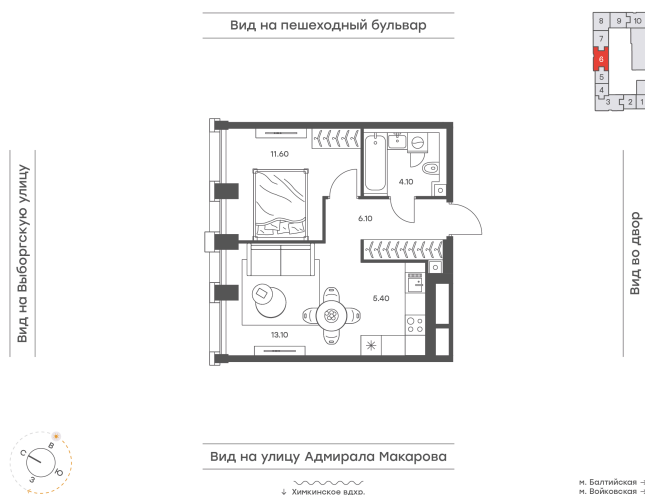 Вид на пешеходный бульвар
8 9 10
7
6
5
4
3 2 1
11.60
4.10
6.10
5.40
13.10
Вид на Выборгскую улицу
Вид во двор
В
С
Ю
З
Вид на улицу Адмирала Макарова
↓ Химкинское вдхр.
м. Балтийская →
м. Войковская →